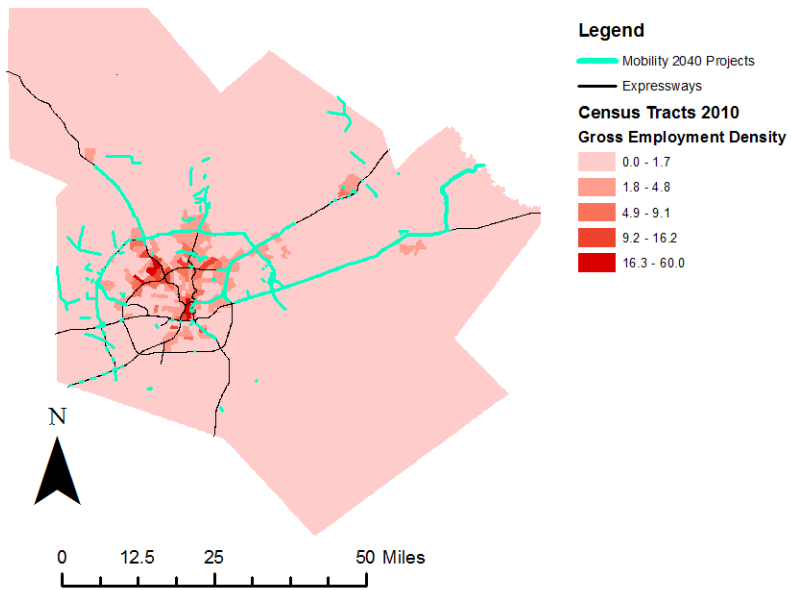 Legend
Mobility 2040 Projects
Expressways
Census Tracts 2010
Gross Employment Density
0.0 - 1.7
1.8 - 4.8
4.9 - 9.1
9.2 - 16.2
16.3 - 60.0
N
0 12.5 25 50 Miles